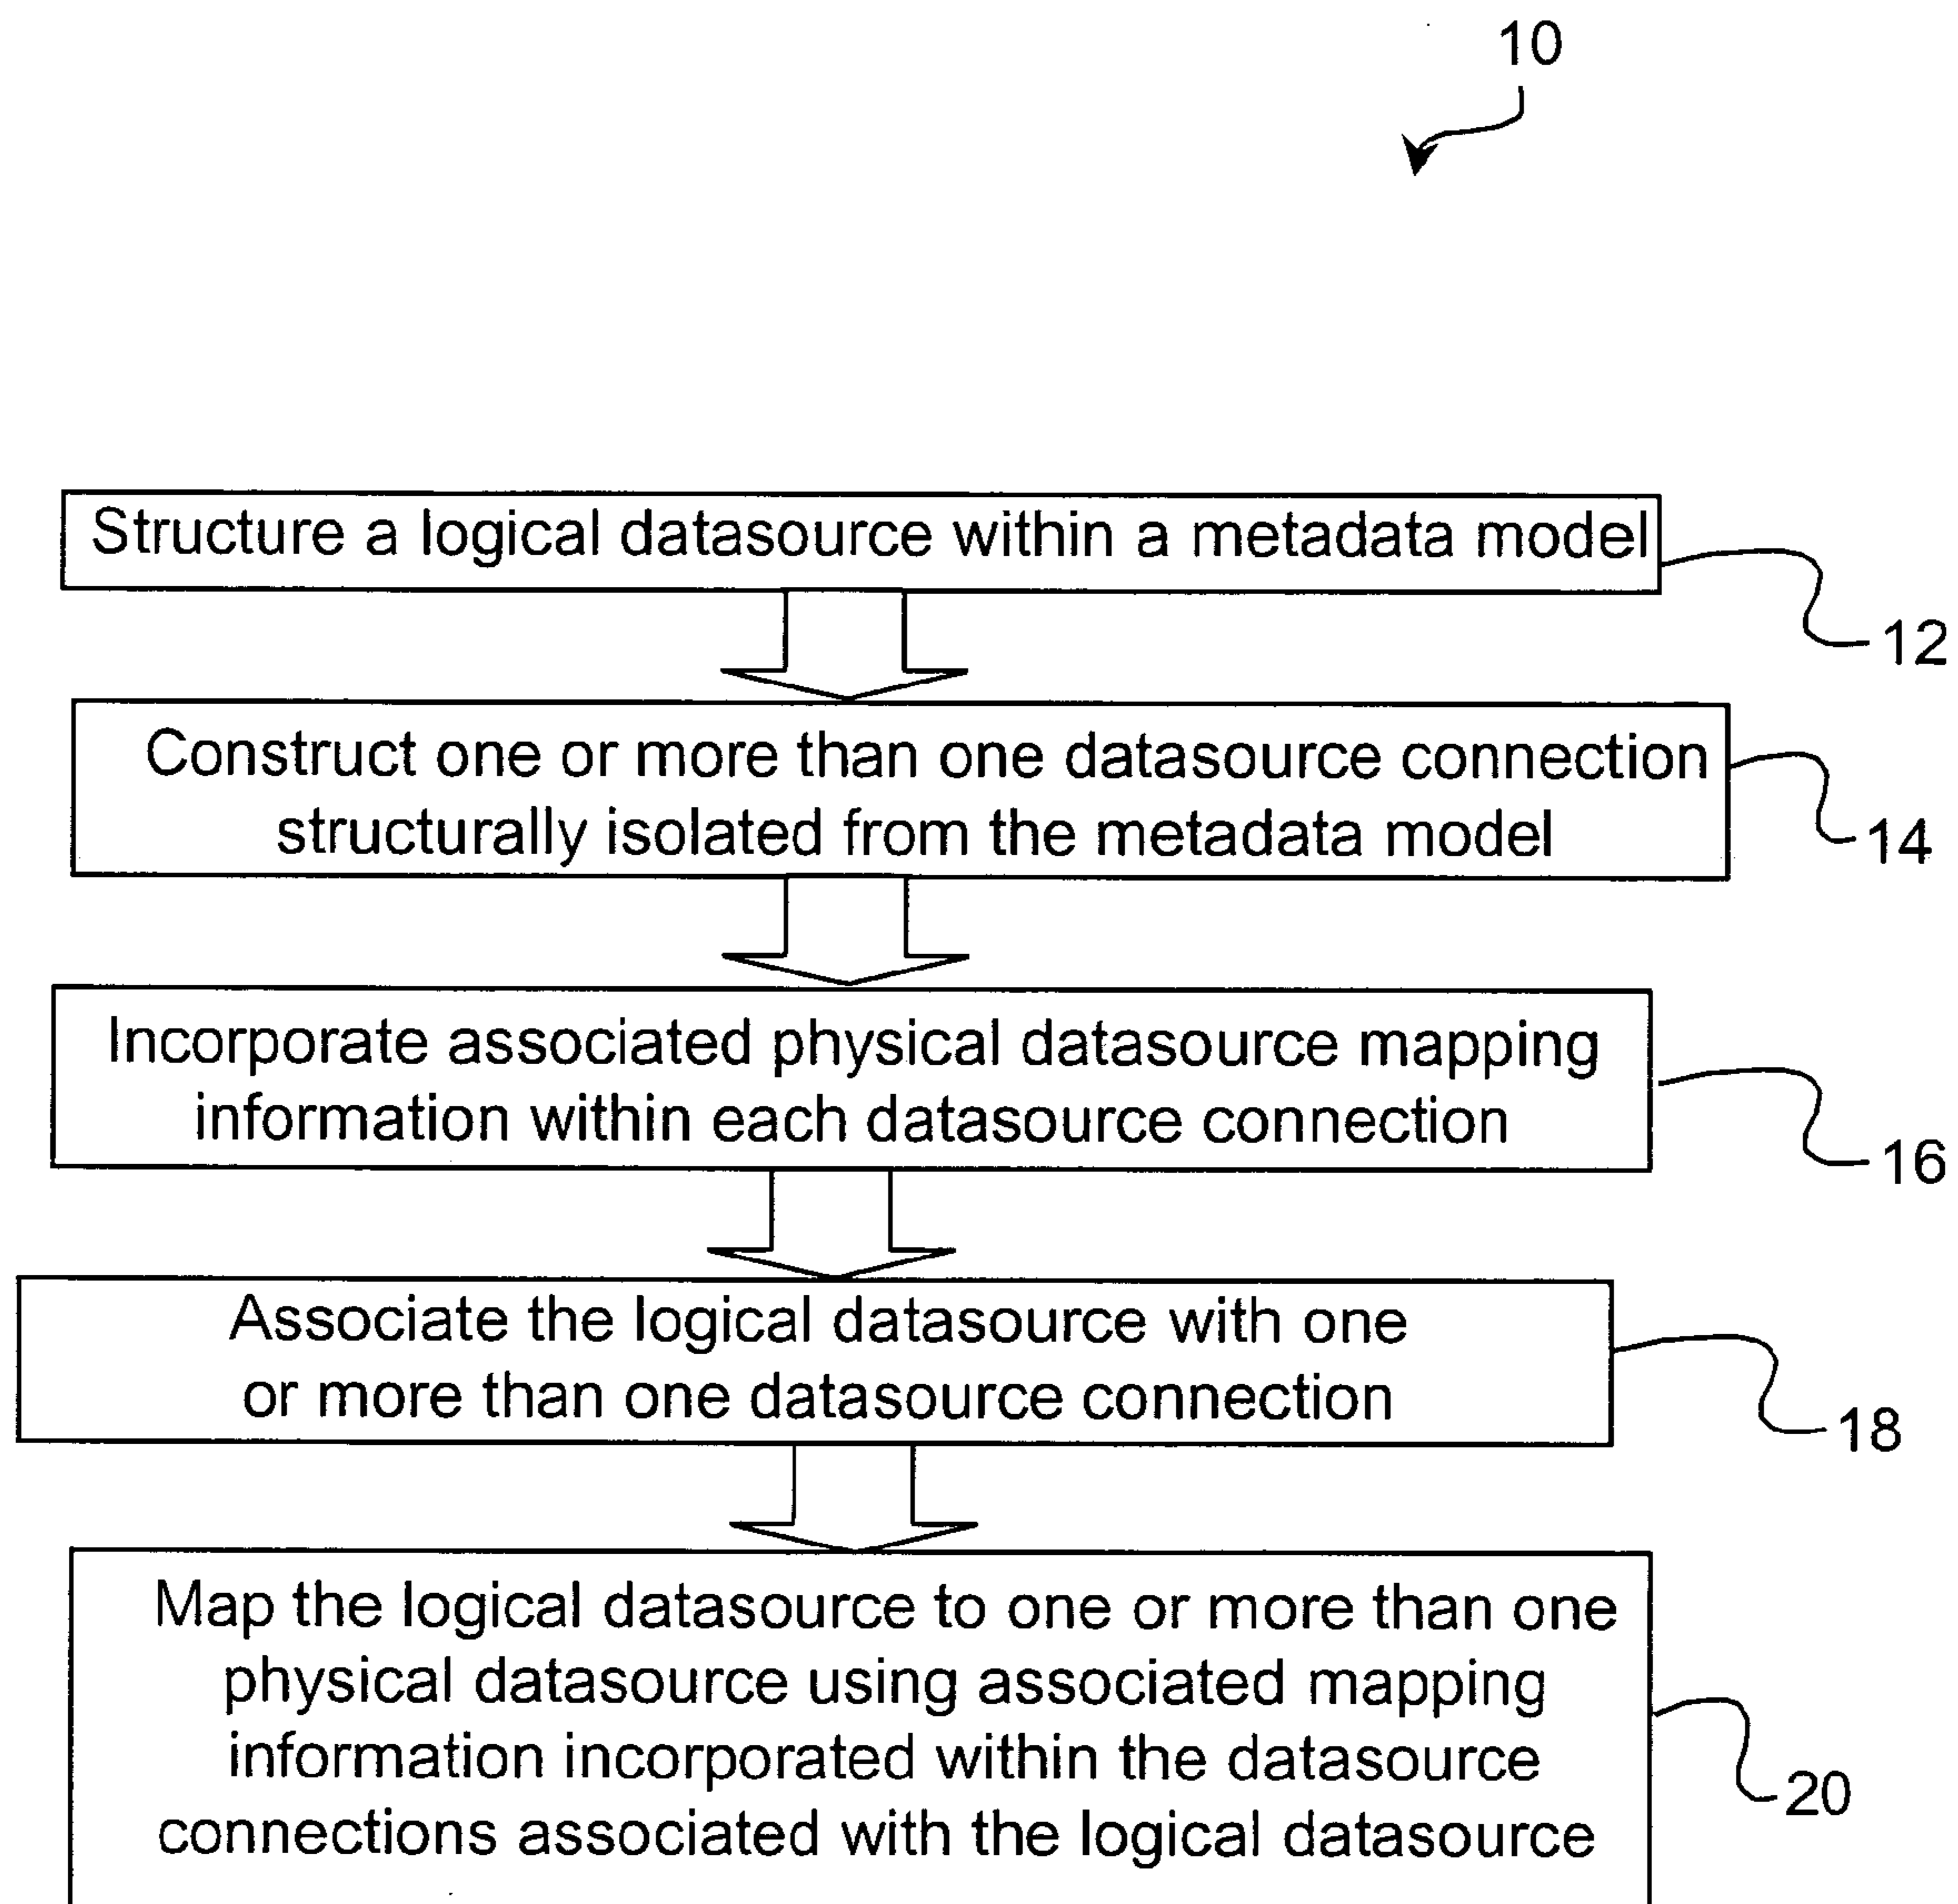 10
Structure a logical datasource within a metadata model
12
Construct one or more than one datasource connection
structurally isolated from the metadata model
14
Incorporate associated physical datasource mapping
information within each datasource connection
16
Associate the logical datasource with one
or more than one datasource connection
18
Map the logical datasource to one or more than one
physical datasource using associated mapping
information incorporated within the datasource
connections associated with the logical datasource
20